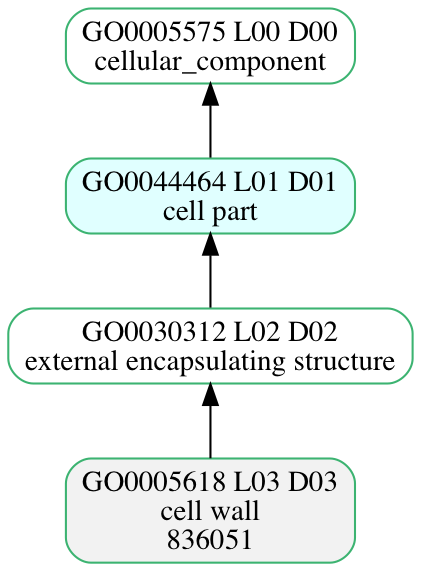 GO0005575 L00 D00
cellular_component
GO0044464 L01 D01
cell part
GO0030312 L02 D02
external encapsulating structure
GO0005618 L03 D03
cell wall
836051